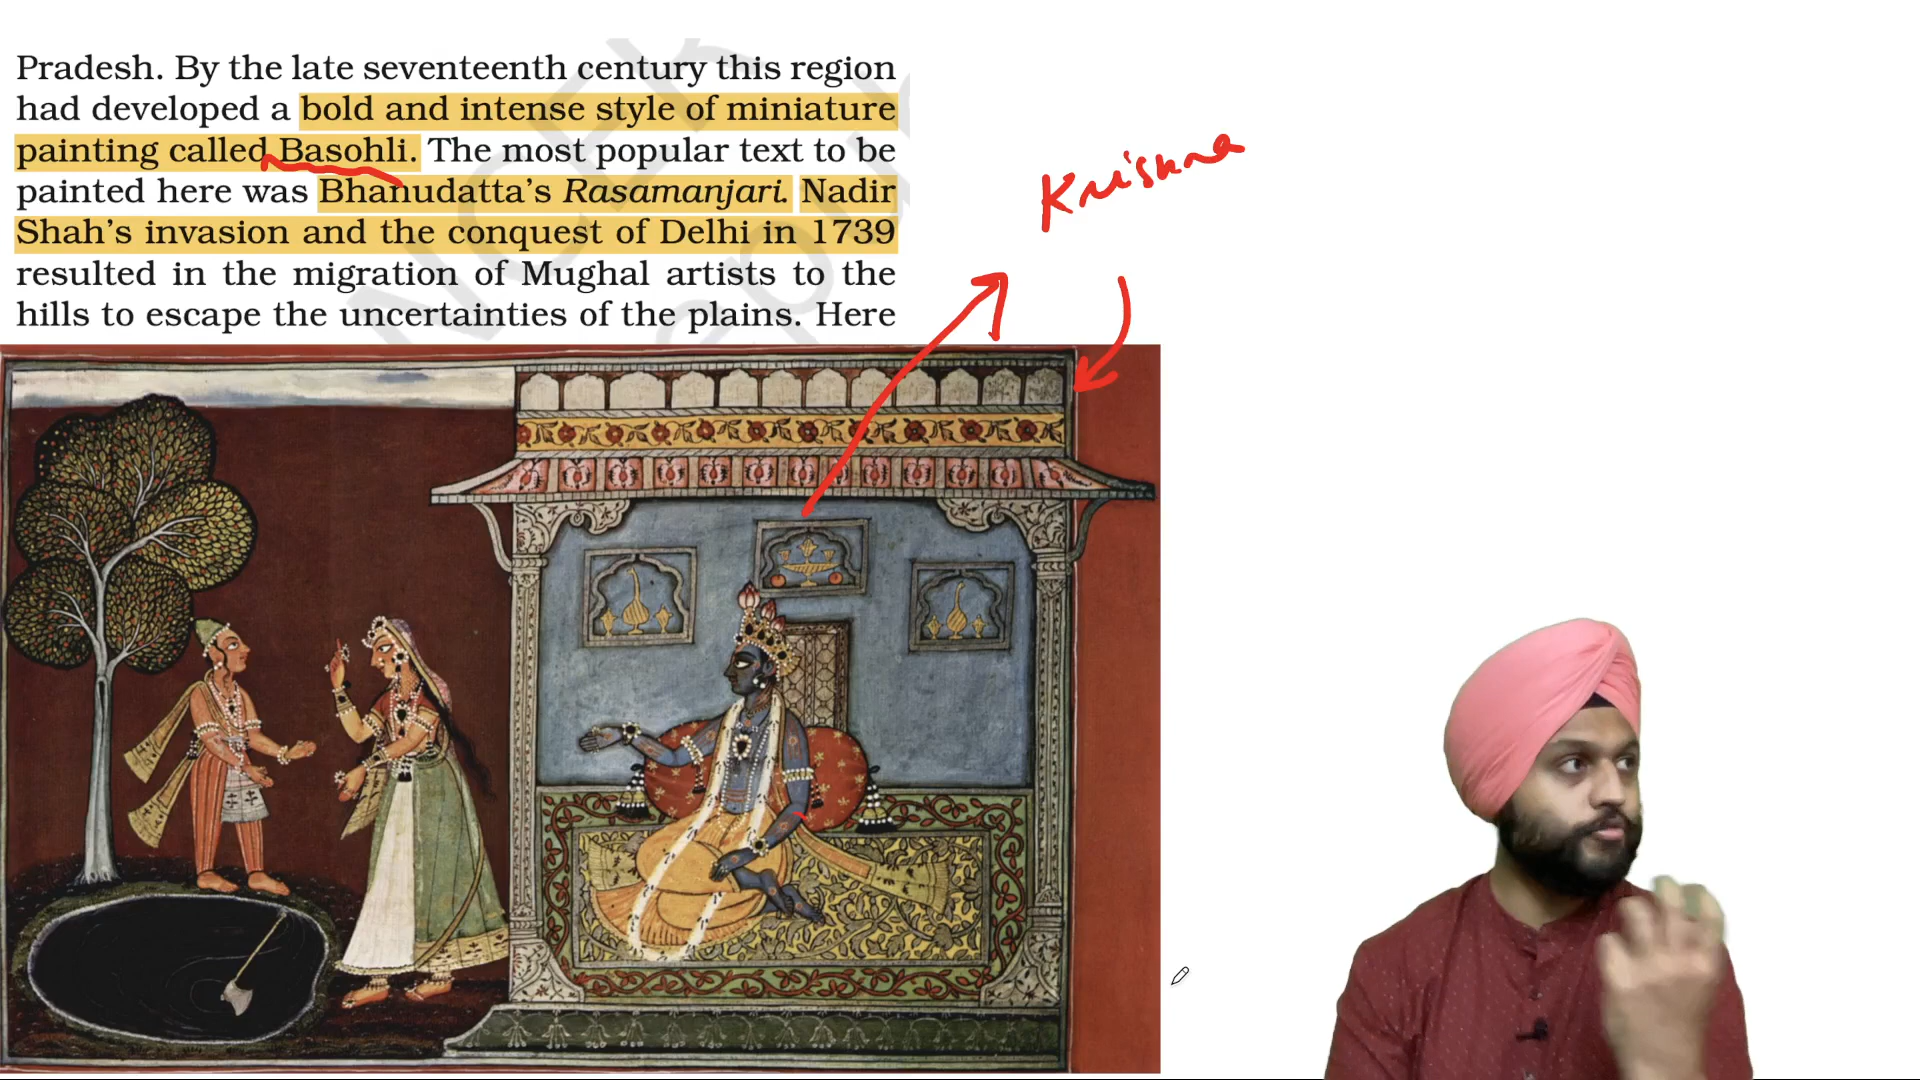 Pradesh. By the late seventeenth century this region
had developed a bold and intense style of miniature
painting called Basohli. The most popular text to be
painted here was Bhanudatta's Rasamanjari. Nadir
Shah's invasion and the conquest of Delhi in 1739
resulted in the migration of Mughal artists to the
hills to escape the uncertainties of the plains. Here
Krishna